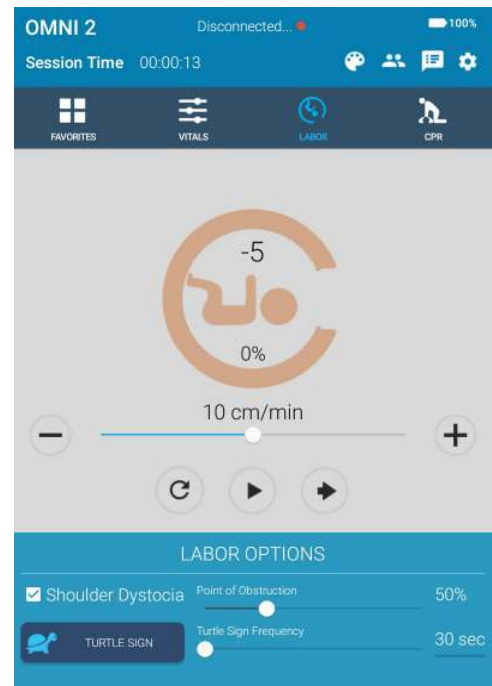 OMNI 2 Disconnected... 100%
Session Time 00:00:13
FAVORITES VITALS LABOR CPR
-5
0%
10 cm/min
LABOR OPTIONS
Shoulder Dystocia Point of Obstruction 50%
TURTLE SIGN Turtle Sign Frequency 30 sec